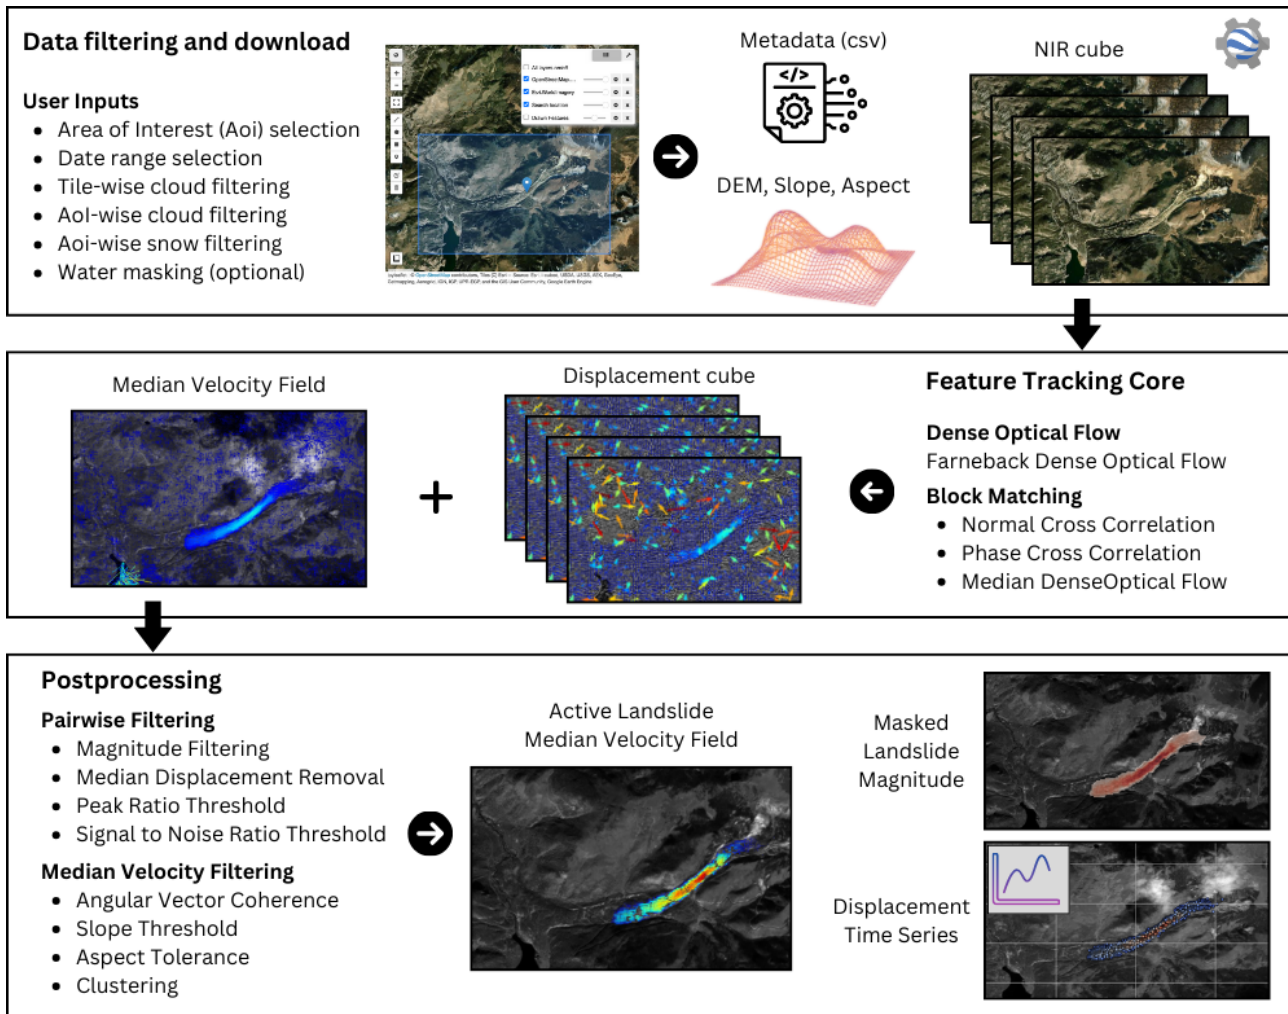 Data filtering and download
User Inputs
• Area of Interest (Aoi) selection
• Date range selection
• Tile-wise cloud filtering
• AoI-wise cloud filtering
• Aoi-wise snow filtering
• Water masking (optional)
OpenStreetMap...
Search location
Metadata (csv)
</>
DEM, Slope, Aspect
NIR cube
Median Velocity Field
+
Displacement cube
Feature Tracking Core
Dense Optical Flow
Farneback Dense Optical Flow
Block Matching
• Normal Cross Correlation
• Phase Cross Correlation
• Median DenseOptical Flow
Postprocessing
Pairwise Filtering
• Magnitude Filtering
• Median Displacement Removal
• Peak Ratio Threshold
• Signal to Noise Ratio Threshold
Median Velocity Filtering
• Angular Vector Coherence
• Slope Threshold
• Aspect Tolerance
• Clustering
Active Landslide
Median Velocity Field
Masked
Landslide
Magnitude
Displacement
Time Series